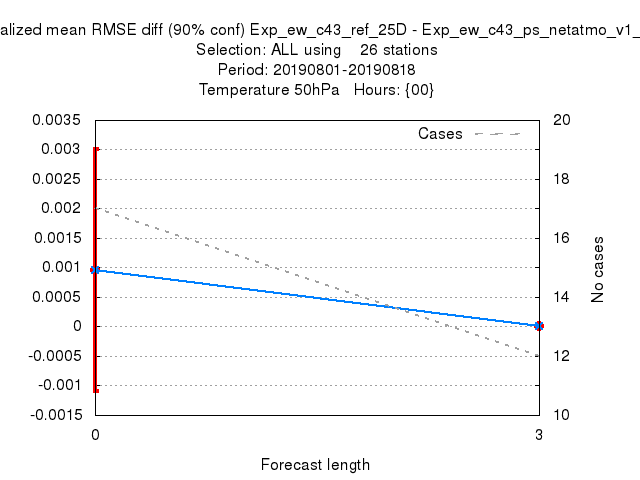 alized mean RMSE diff (90% conf) Exp_ew_c43_ref_25D - Exp_ew_c43_ps_netatmo_v1_
Selection: ALL using 26 stations
Period: 20190801-20190818
Temperature 50hPa Hours: {00}
Cases
0.0035
0.003
0.0025
0.002
0.0015
0.001
0.0005
0
-0.0005
-0.001
-0.0015
20
18
16
14
12
10
No cases
0 3
Forecast length